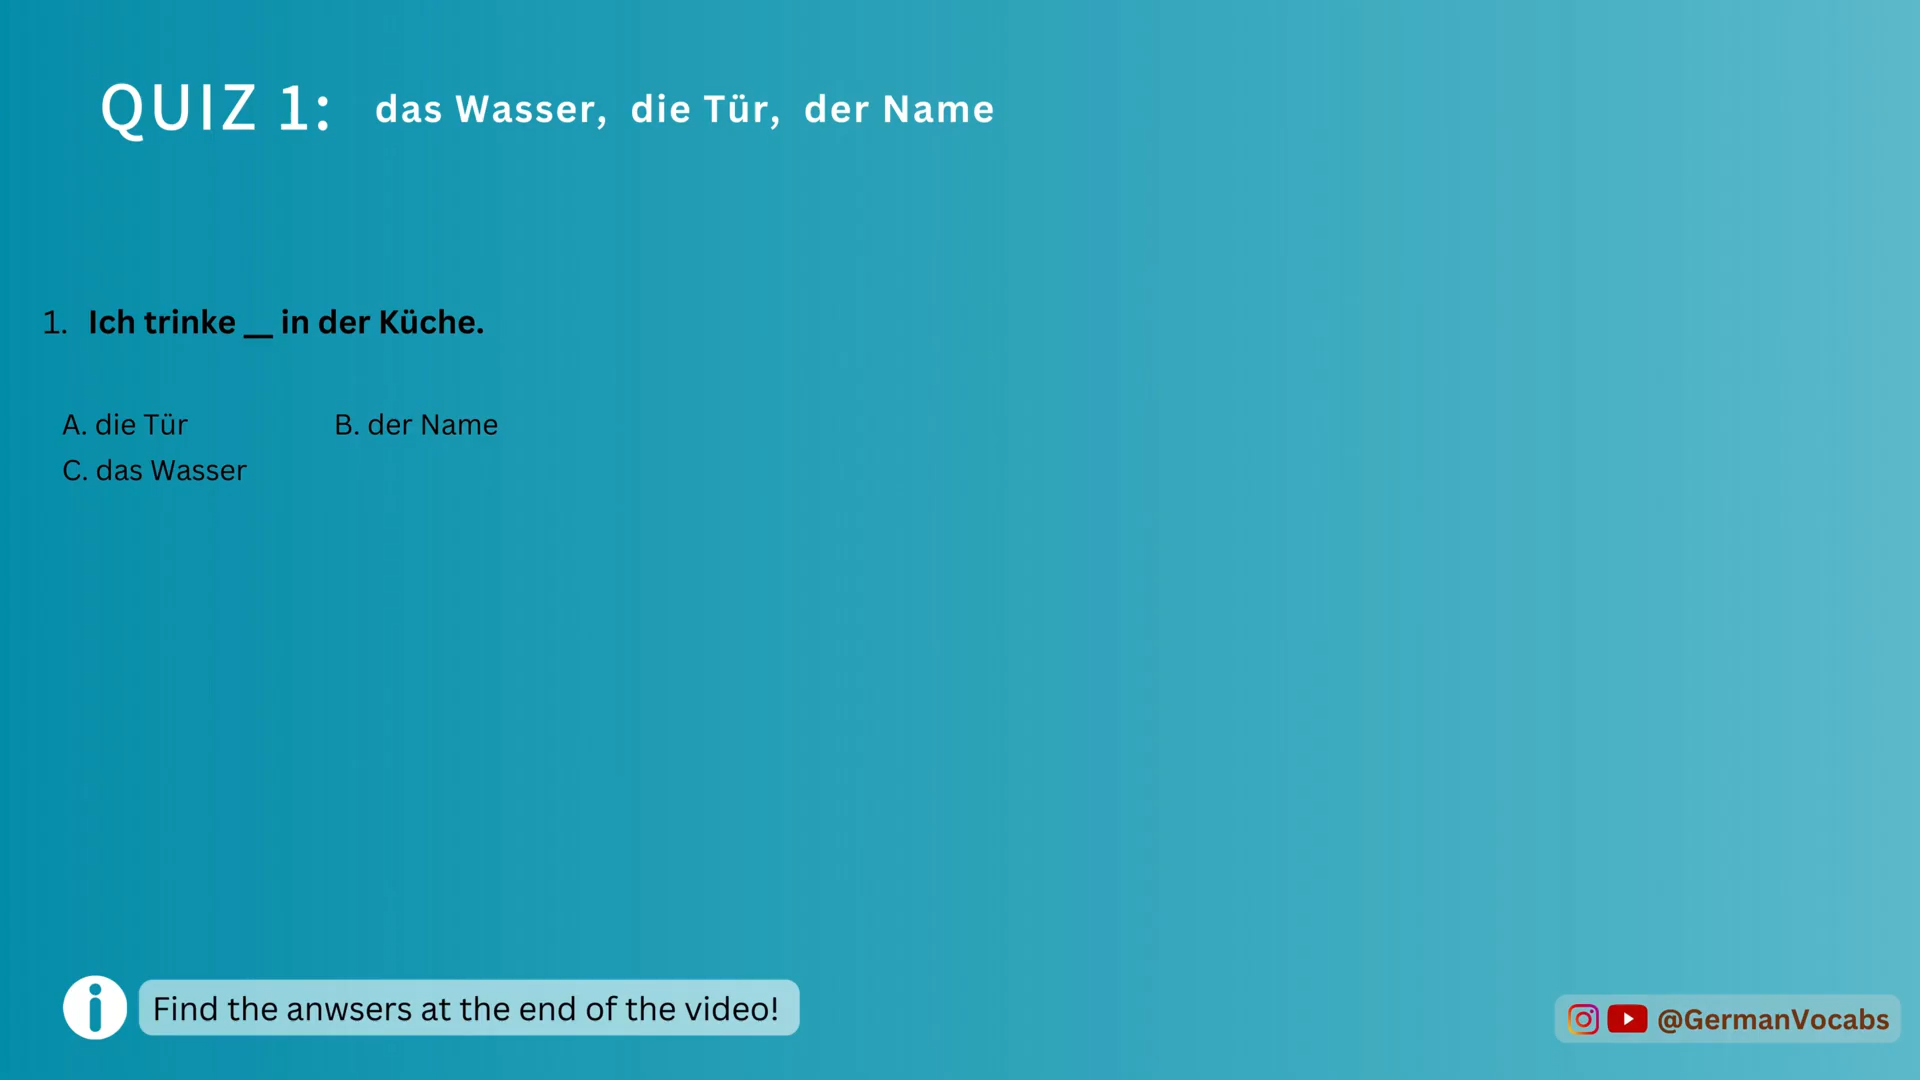 QUIZ 1: das Wasser, die Tür, der Name
1. Ich trinke __ in der Küche.
A. die Tür B. der Name
C. das Wasser
Find the anwsers at the end of the video!
@GermanVocabs